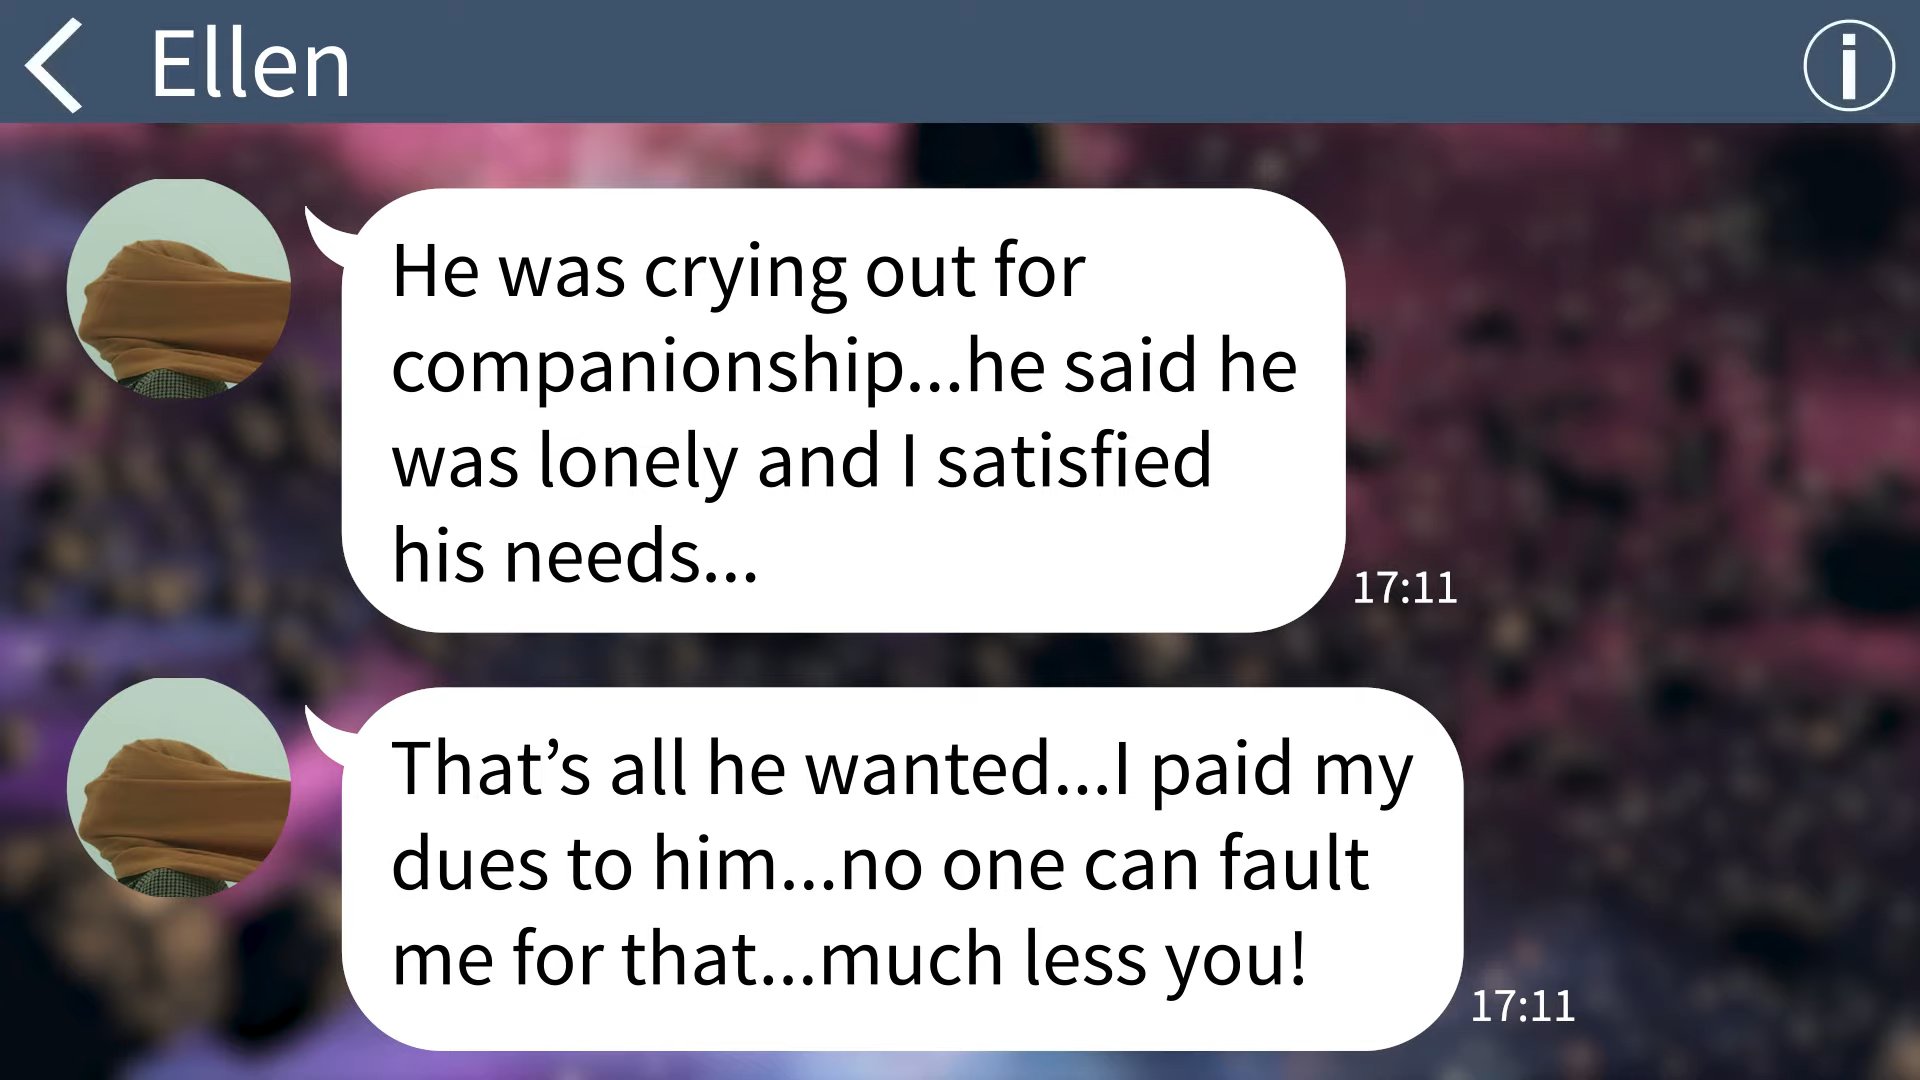 Ellen
He was crying out for
companionship...he said he
was lonely and I satisfied
his needs...
17:11
That’s all he wanted...I paid my
dues to him...no one can fault
me for that...much less you!
17:11